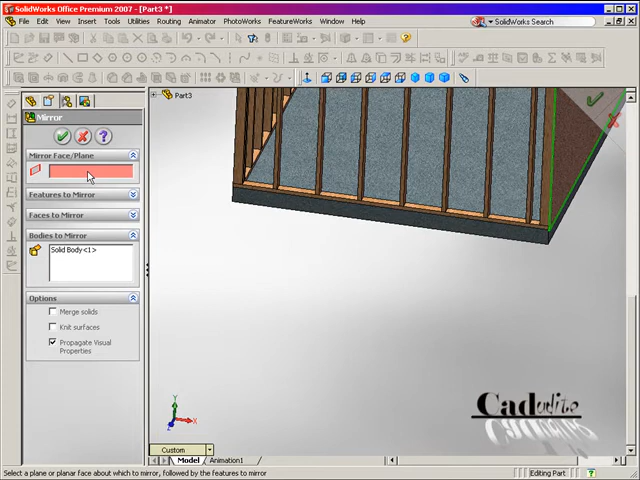 SolidWorks Office Premium 2007 - [Part3 *]
File Edit View Insert Tools Utilities Routing Animator PhotoWorks FeatureWorks Window Help SolidWorks Search
Part3
Mirror
Mirror Face/Plane
Features to Mirror
Faces to Mirror
Bodies to Mirror
Solid Body<1>
Options
Merge solids
Knit surfaces
Propagate Visual
Properties
Y
X
Z
Custom
Model Animation1
Select a plane or planar face about which to mirror, followed by the features to mirror Editing Part